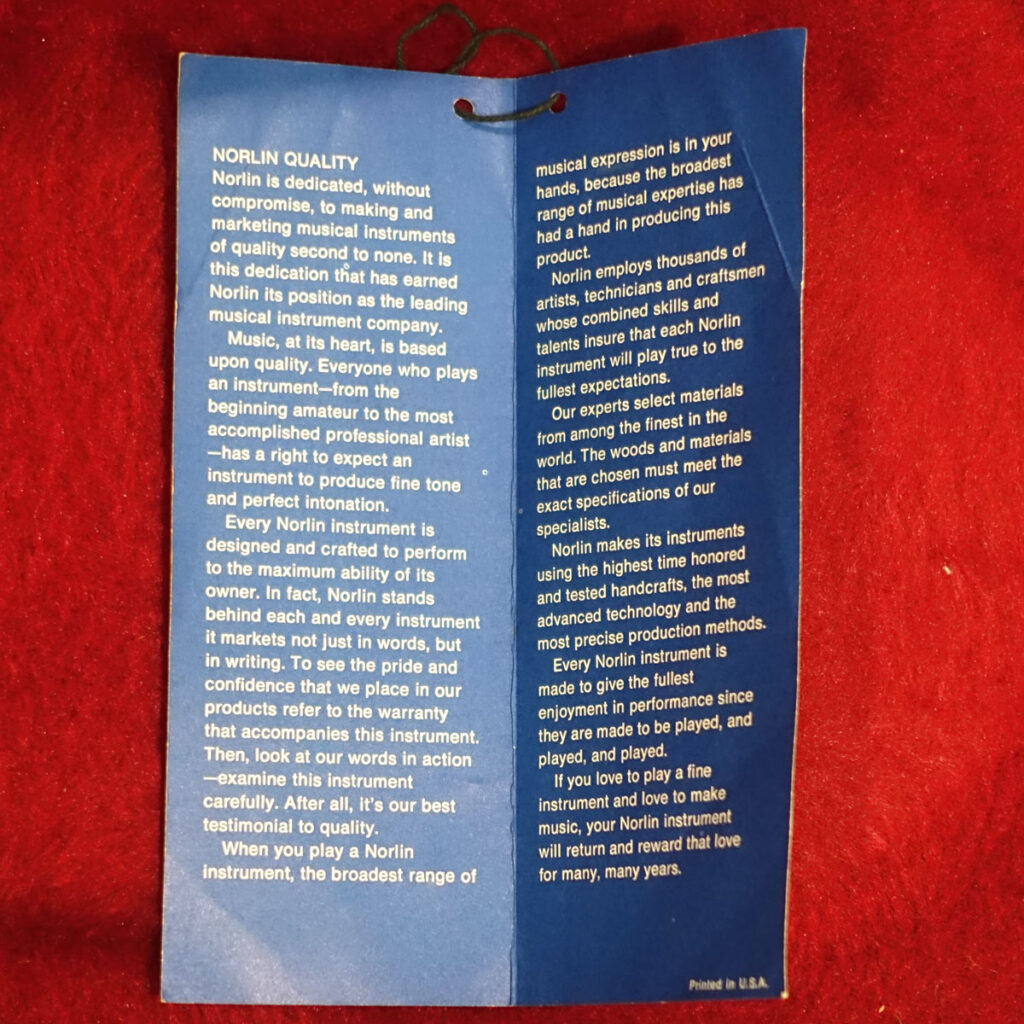 NORLIN QUALITY
Norlin is dedicated, without
compromise, to making and
marketing musical instruments
of quality second to none. It is
this dedication that has earned
Norlin its position as the leading
musical instrument company.
Music, at its heart, is based
upon quality. Everyone who plays
an instrument—from the
beginning amateur to the most
accomplished professional artist
—has a right to expect an
instrument to produce fine tone
and perfect intonation.
Every Norlin instrument is
designed and crafted to perform
to the maximum ability of its
owner. In fact, Norlin stands
behind each and every instrument
it markets not just in words, but
in writing. To see the pride and
confidence that we place in our
products refer to the warranty
that accompanies this instrument.
Then, look at our words in action
—examine this instrument
carefully. After all, it's our best
testimonial to quality.
When you play a Norlin
instrument, the broadest range of
musical expression is in your
hands, because the broadest
range of musical expertise has
had a hand in producing this
product.
Norlin employs thousands of
artists, technicians and craftsmen
whose combined skills and
talents insure that each Norlin
instrument will play true to the
fullest expectations.
Our experts select materials
from among the finest in the
world. The woods and materials
that are chosen must meet the
exact specifications of our
specialists.
Norlin makes its instruments
using the highest time honored
and tested handcrafts, the most
advanced technology and the
most precise production methods.
Every Norlin instrument is
made to give the fullest
enjoyment in performance since
they are made to be played, and
played, and played.
If you love to play a fine
instrument and love to make
music, your Norlin instrument
will return and reward that love
for many, many years.
Printed in U.S.A.